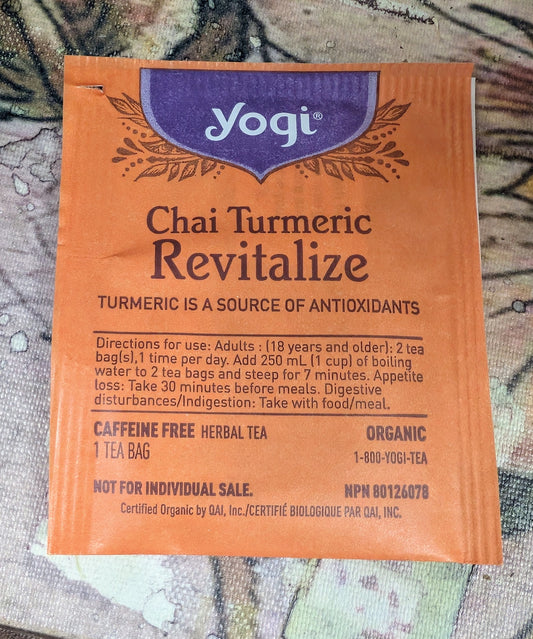 yogi®
Chai Turmeric
Revitalize
TURMERIC IS A SOURCE OF ANTIOXIDANTS
Directions for use: Adults : (18 years and older): 2 tea
bag(s),1 time per day. Add 250 mL (1 cup) of boiling
water to 2 tea bags and steep for 7 minutes. Appetite
loss: Take 30 minutes before meals. Digestive
disturbances/Indigestion: Take with food/meal.
CAFFEINE FREE HERBAL TEA ORGANIC
1 TEA BAG 1-800-YOGI-TEA
NOT FOR INDIVIDUAL SALE. NPN 80126078
Certified Organic by QAI, Inc./CERTIFIÉ BIOLOGIQUE PAR QAI, INC.